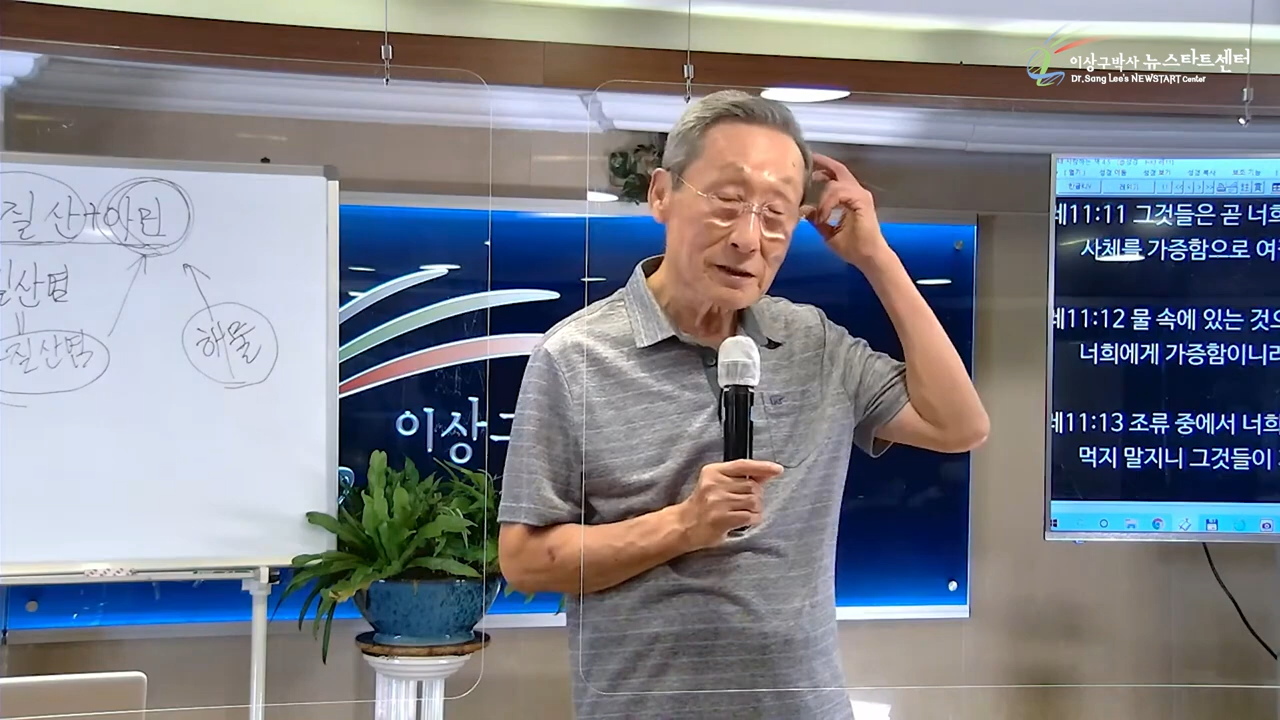 이상구박사 뉴스타트센터
Dr. Sang Lee's NEWSTART Center
질산+아민
질산염
질산염
해물
이상구
레11:11 그것들은 곧 너희
사체를 가증함으로 여
레11:12 물 속에 있는 것
너희에게 가증함이니라
레11:13 조류 중에서 너희
먹지 말지니 그것들이